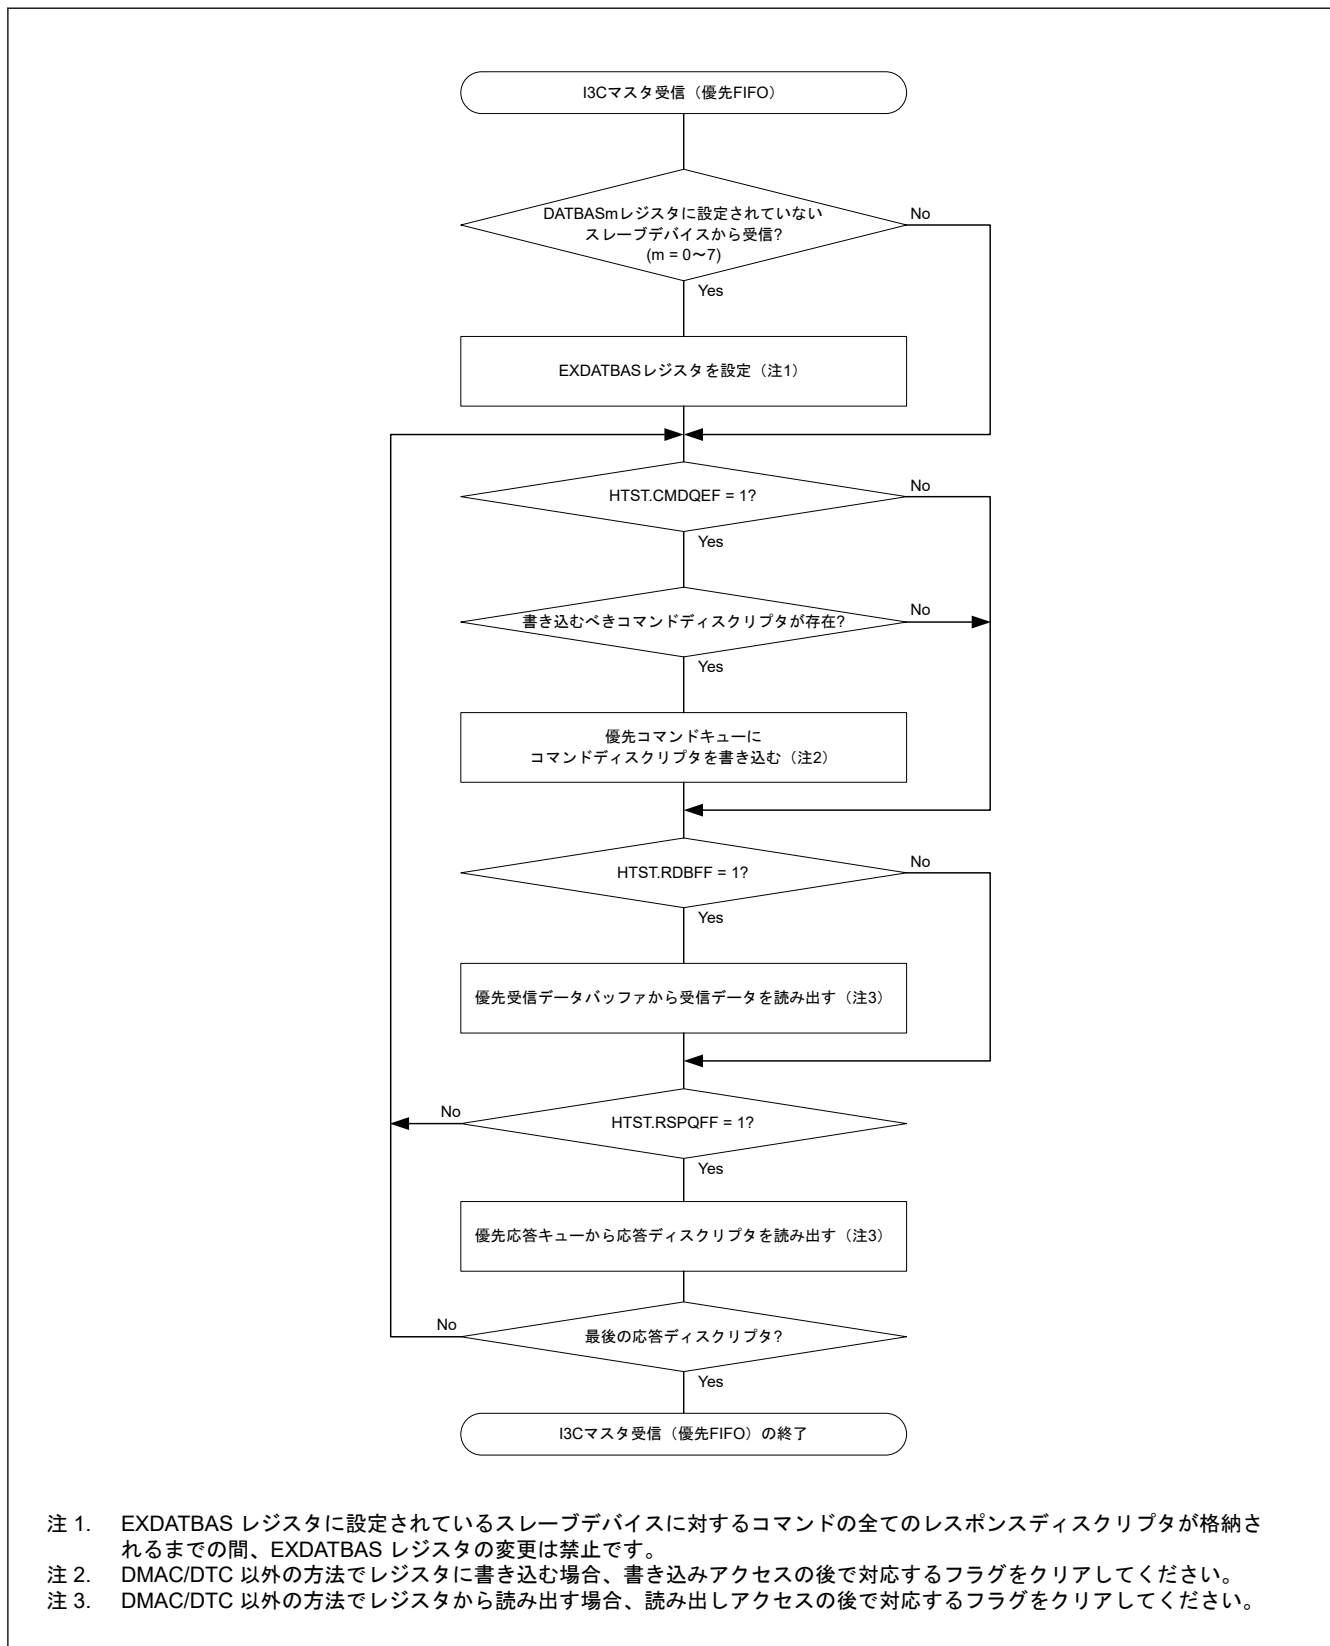 I3Cマスタ受信（優先FIFO）
DATBASmレジスタに設定されていない
スレーブデバイスから受信?
(m = 0～7)
No
Yes
EXDATBASレジスタを設定（注1）
HTST.CMDQEF = 1?
No
Yes
書き込むべきコマンドディスクリプタが存在?
No
Yes
優先コマンドキューに
コマンドディスクリプタを書き込む（注2）
HTST.RDBFF = 1?
No
Yes
優先受信データバッファから受信データを読み出す（注3）
HTST.RSPQFF = 1?
No
Yes
優先応答キューから応答ディスクリプタを読み出す（注3）
最後の応答ディスクリプタ?
No
Yes
I3Cマスタ受信（優先FIFO）の終了
注 1. EXDATBAS レジスタに設定されているスレーブデバイスに対するコマンドの全てのレスポンスディスクリプタが格納さ
れるまでの間、EXDATBAS レジスタの変更は禁止です。
注 2. DMAC/DTC 以外の方法でレジスタに書き込む場合、書き込みアクセスの後で対応するフラグをクリアしてください。
注 3. DMAC/DTC 以外の方法でレジスタから読み出す場合、読み出しアクセスの後で対応するフラグをクリアしてください。